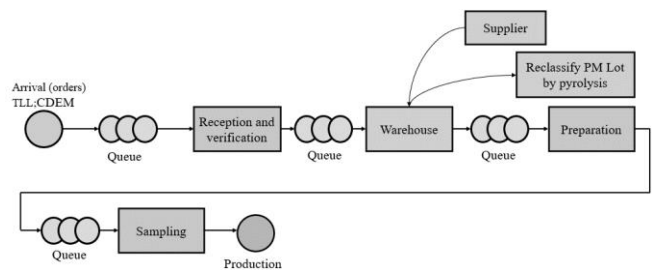 Supplier
Reclassify PM Lot
by pyrolysis
Arrival (orders)
TLL;CDEM
Queue
Reception and
verification
Queue
Warehouse
Queue
Preparation
Queue
Sampling
Production